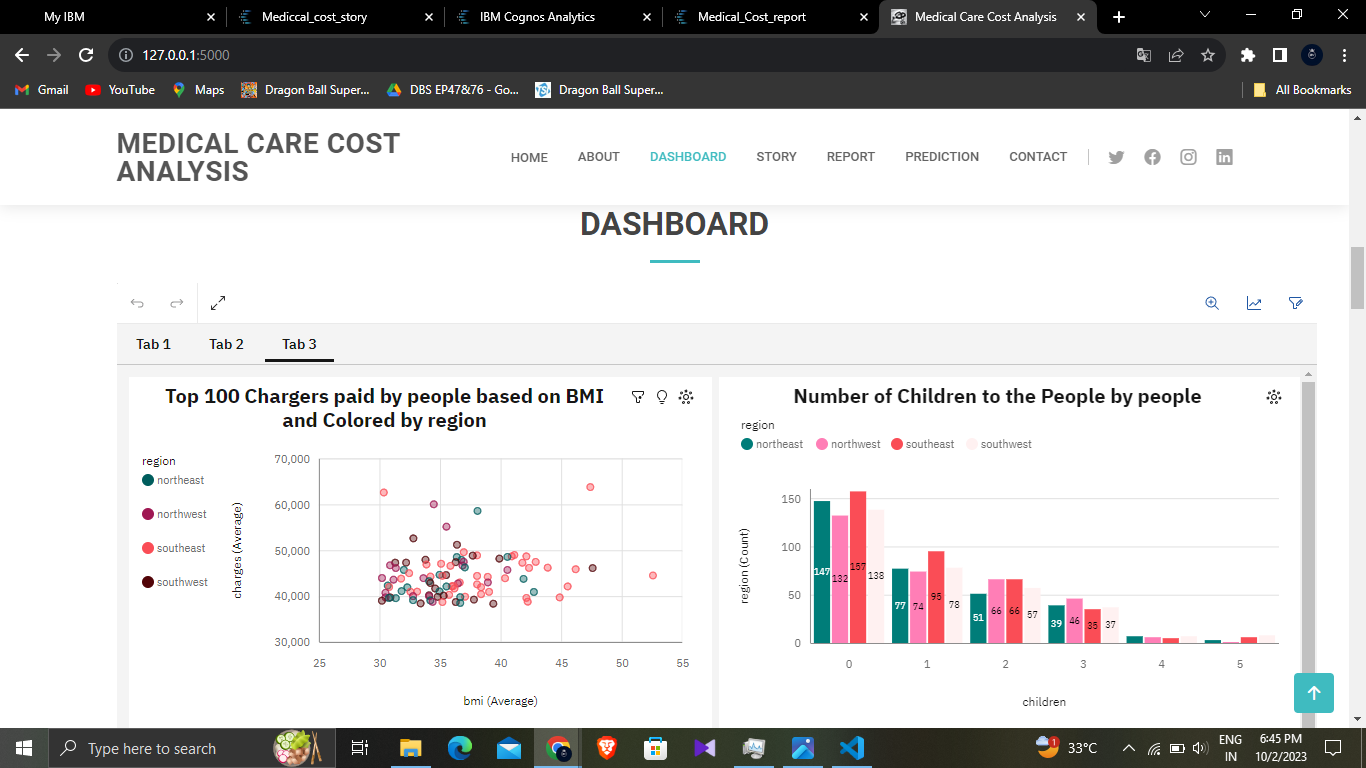 My IBM
Mediccal_cost_story
IBM Cognos Analytics
Medical_Cost_report
Medical Care Cost Analysis
127.0.0.1:5000
Gmail
YouTube
Maps
Dragon Ball Super...
DBS EP47&76 - Go...
Dragon Ball Super...
All Bookmarks
MEDICAL CARE COST
ANALYSIS
HOME
ABOUT
DASHBOARD
STORY
REPORT
PREDICTION
CONTACT
DASHBOARD
Tab 1
Tab 2
Tab 3
Top 100 Chargers paid by people based on BMI
and Colored by region
region
northeast
northwest
southeast
southwest
charges (Average)
70,000
60,000
50,000
40,000
30,000
25 30 35 40 45 50 55
bmi (Average)
Number of Children to the People by people
region
northeast northwest southeast southwest
region (Count)
150
100
50
0
147 132 157 138
77 74 95 78
51 66 66 57
39 46 35 37
0 1 2 3 4 5
children
Type here to search
1
33°C
ENG
IN
6:45 PM
10/2/2023